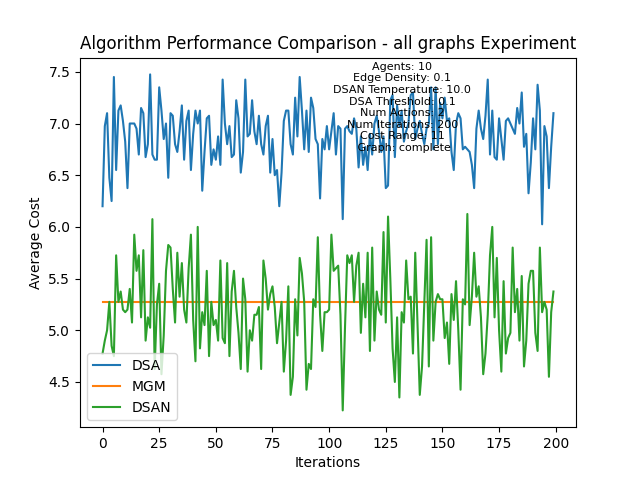 Algorithm Performance Comparison - all graphs Experiment
7.5
7.0
6.5
6.0
5.5
5.0
4.5
Average Cost
Agents: 10
Edge Density: 0.1
DSAN Temperature: 10.0
DSA Threshold: 0.1
Num Actions: 2
Num Iterations: 200
Cost Range: 11
Graph: complete
DSA
MGM
DSAN
0 25 50 75 100 125 150 175 200
Iterations